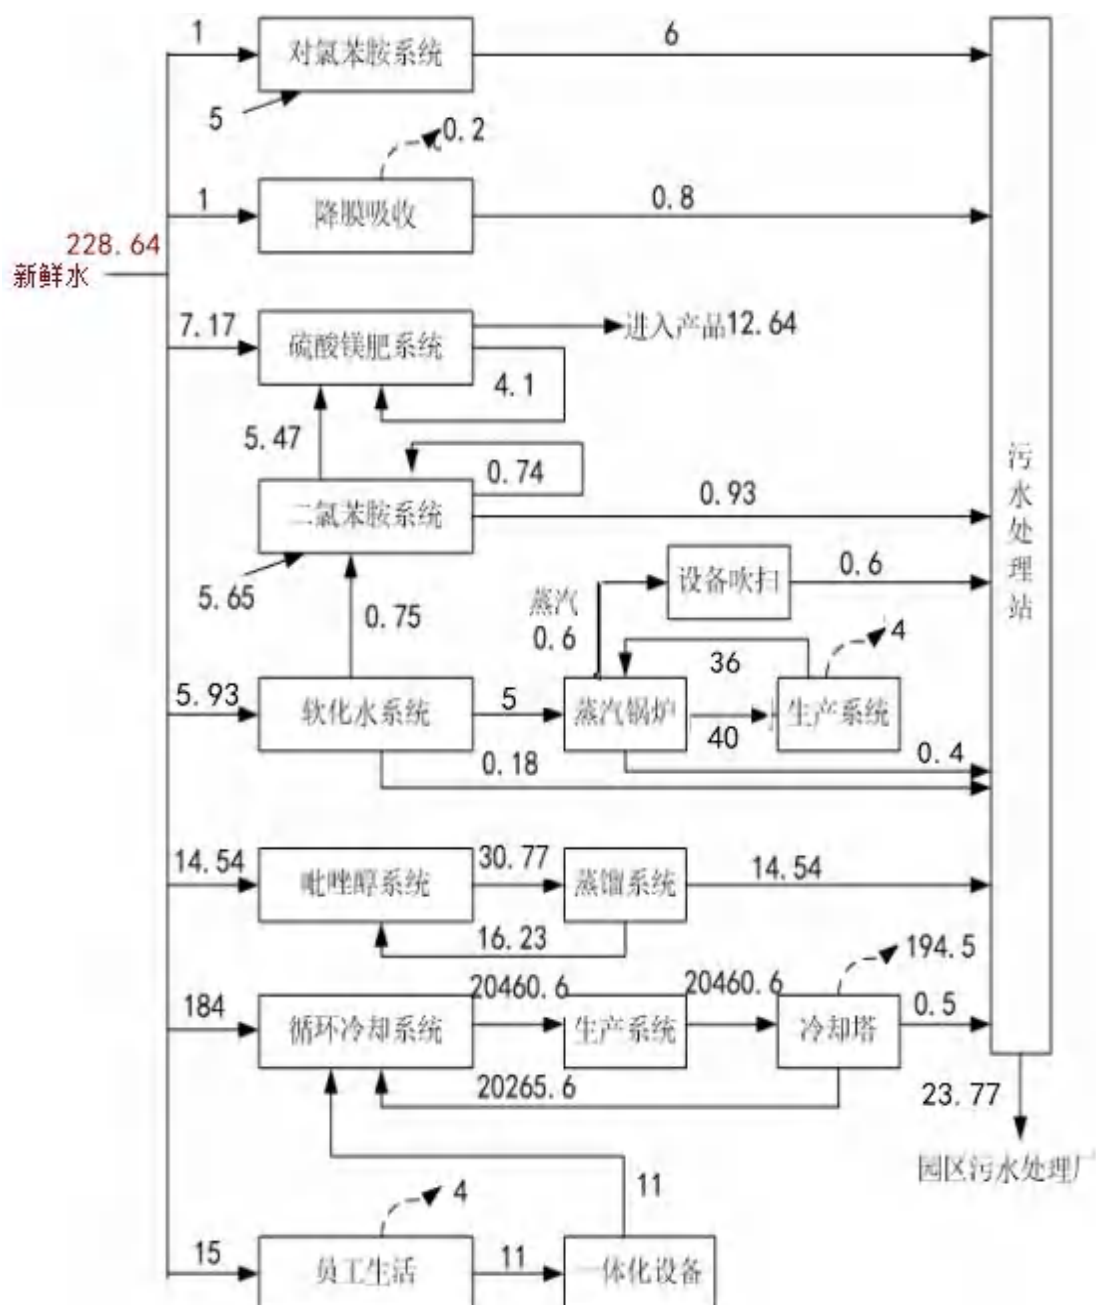 1
对氯苯胺系统
6
5
0.2
1
降膜吸收
0.8
228.64
新鲜水
7.17
硫酸镁肥系统
进入产品12.64
4.1
5.47
0.74
二氯苯胺系统
0.93
污水处理站
5.65
0.75
蒸汽
0.6
设备吹扫
0.6
4
36
5.93
软化水系统
5
蒸汽锅炉
40
生产系统
0.18
0.4
14.54
吡唑醇系统
30.77
蒸馏系统
14.54
16.23
194.5
184
循环冷却系统
20460.6
生产系统
20460.6
冷却塔
0.5
20265.6
23.77
园区污水处理厂
11
4
15
员工生活
11
一体化设备